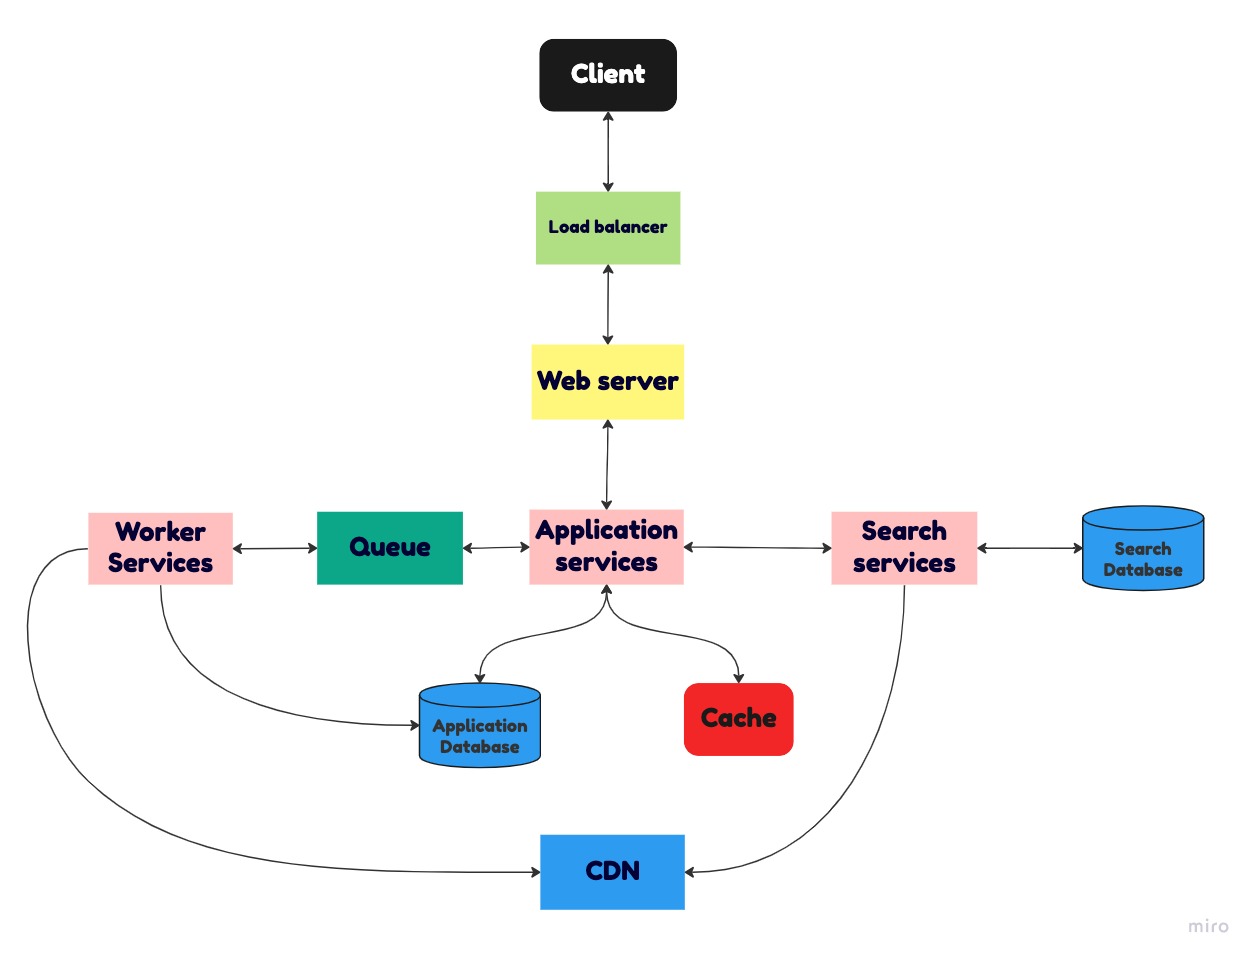 Client
Load balancer
Web server
Worker
Services
Queue
Application
services
Search
services
Search
Database
Application
Database
Cache
CDN
miro